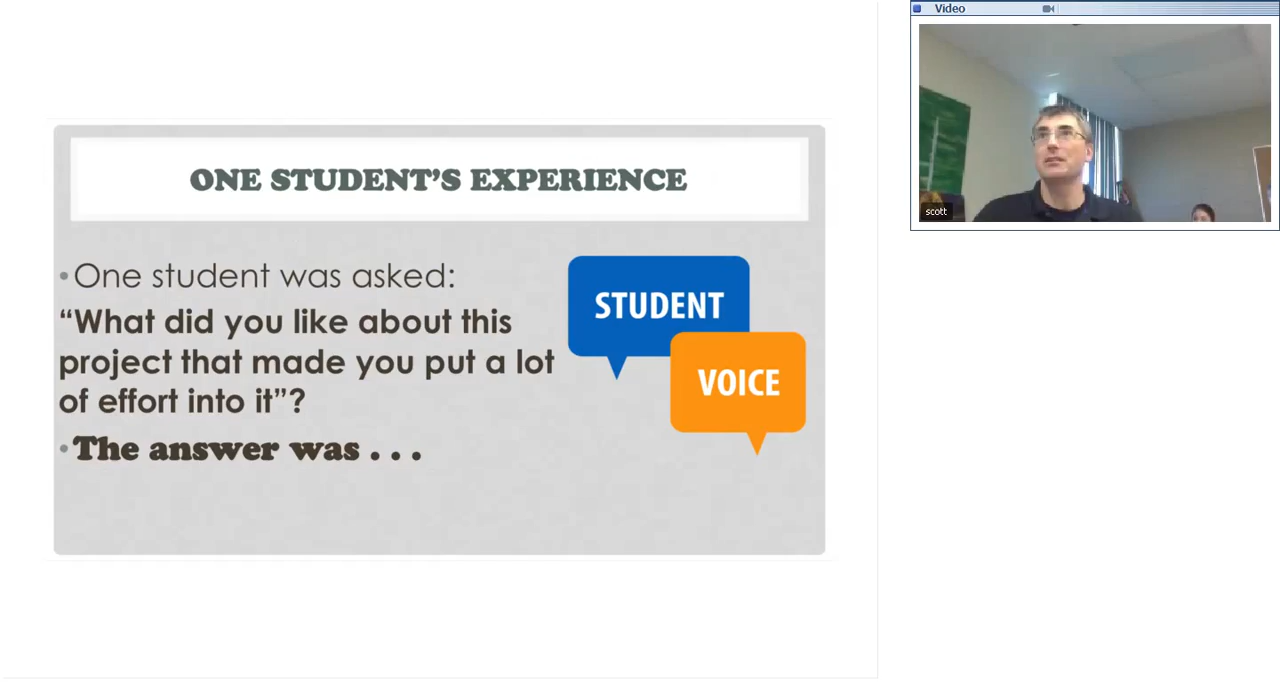 Video
scott
ONE STUDENT'S EXPERIENCE
•One student was asked:
“What did you like about this
project that made you put a lot
of effort into it”?
•The answer was . . .
STUDENT
VOICE